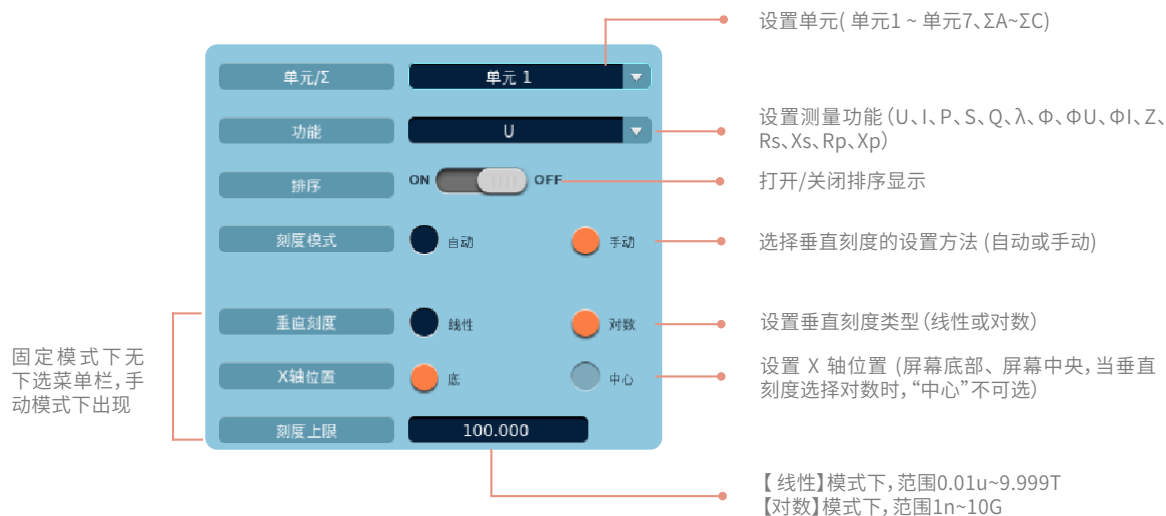 设置单元( 单元1 ~ 单元7、ΣA~ΣC)
单元/Σ 单元 1
功能 U
设置测量功能（U、I、P、S、Q、λ、Φ、ΦU、ΦI、Z、
Rs、Xs、Rp、Xp）
排序 ON OFF
打开/关闭排序显示
刻度模式 自动 手动
选择垂直刻度的设置方法 (自动或手动)
垂直刻度 线性 对数
设置垂直刻度类型（线性或对数）
固定模式下无
下选菜单栏，手
动模式下出现
X轴位置 底 中心
设置 X 轴位置 (屏幕底部、 屏幕中央，当垂直
刻度选择对数时，“中心”不可选）
刻度上限 100.000
【 线性】模式下，范围0.01u~9.999T
【对数】模式下，范围1n~10G